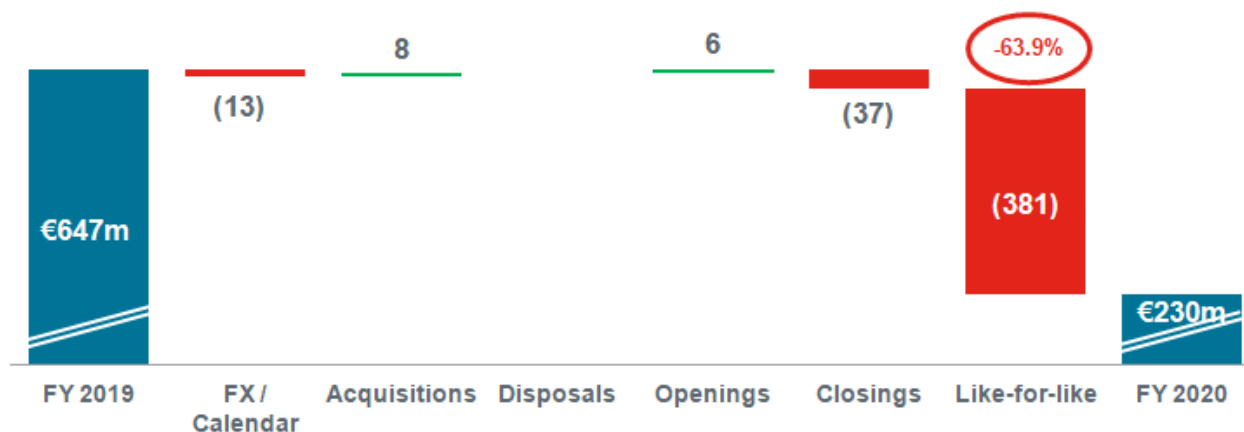 8
6
-63.9%
(13)
(37)
€647m
(381)
€230m
FY 2019
FX /
Calendar
Acquisitions
Disposals
Openings
Closings
Like-for-like
FY 2020